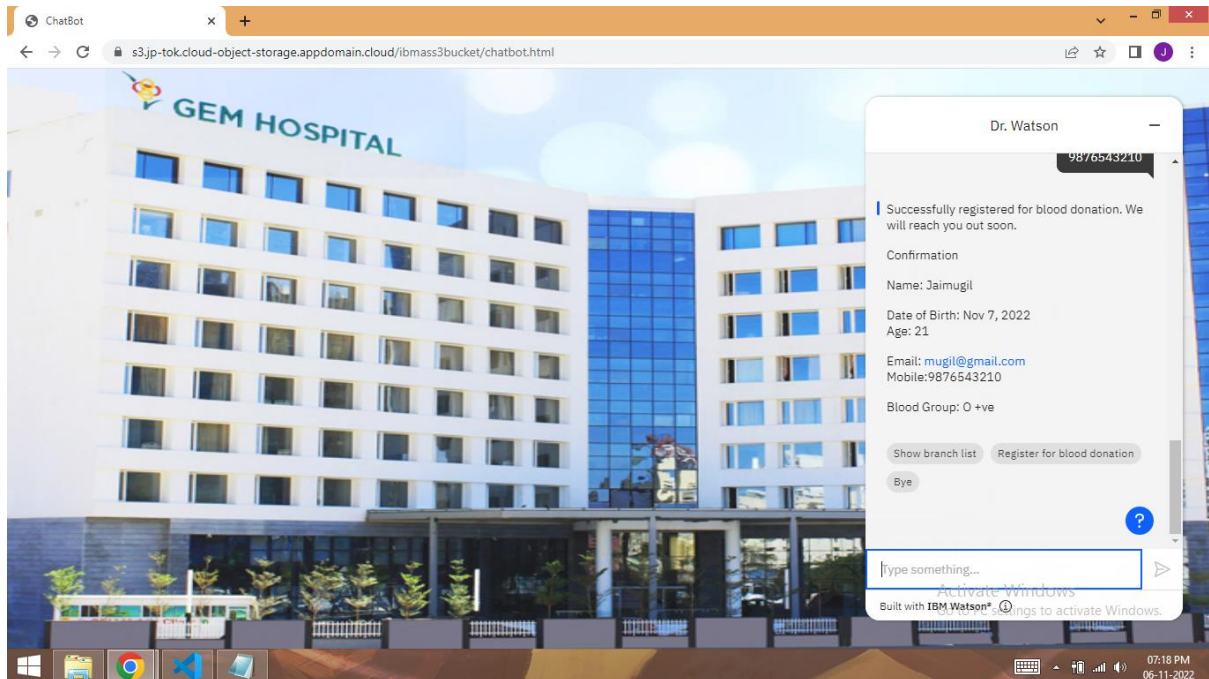 ChatBot
s3.jp-tok.cloud-object-storage.appdomain.cloud/ibmass3bucket/chatbot.html
J
GEM HOSPITAL
Dr. Watson
9876543210
Successfully registered for blood donation. We
will reach you out soon.
Confirmation
Name: Jaimugil
Date of Birth: Nov 7, 2022
Age: 21
Email: mugil@gmail.com
Mobile:9876543210
Blood Group: O +ve
Show branch list
Register for blood donation
Bye
?
Type something...
Activate Windows
Built with IBM Watson®
Go to PC settings to activate Windows.
07:18 PM
06-11-2022